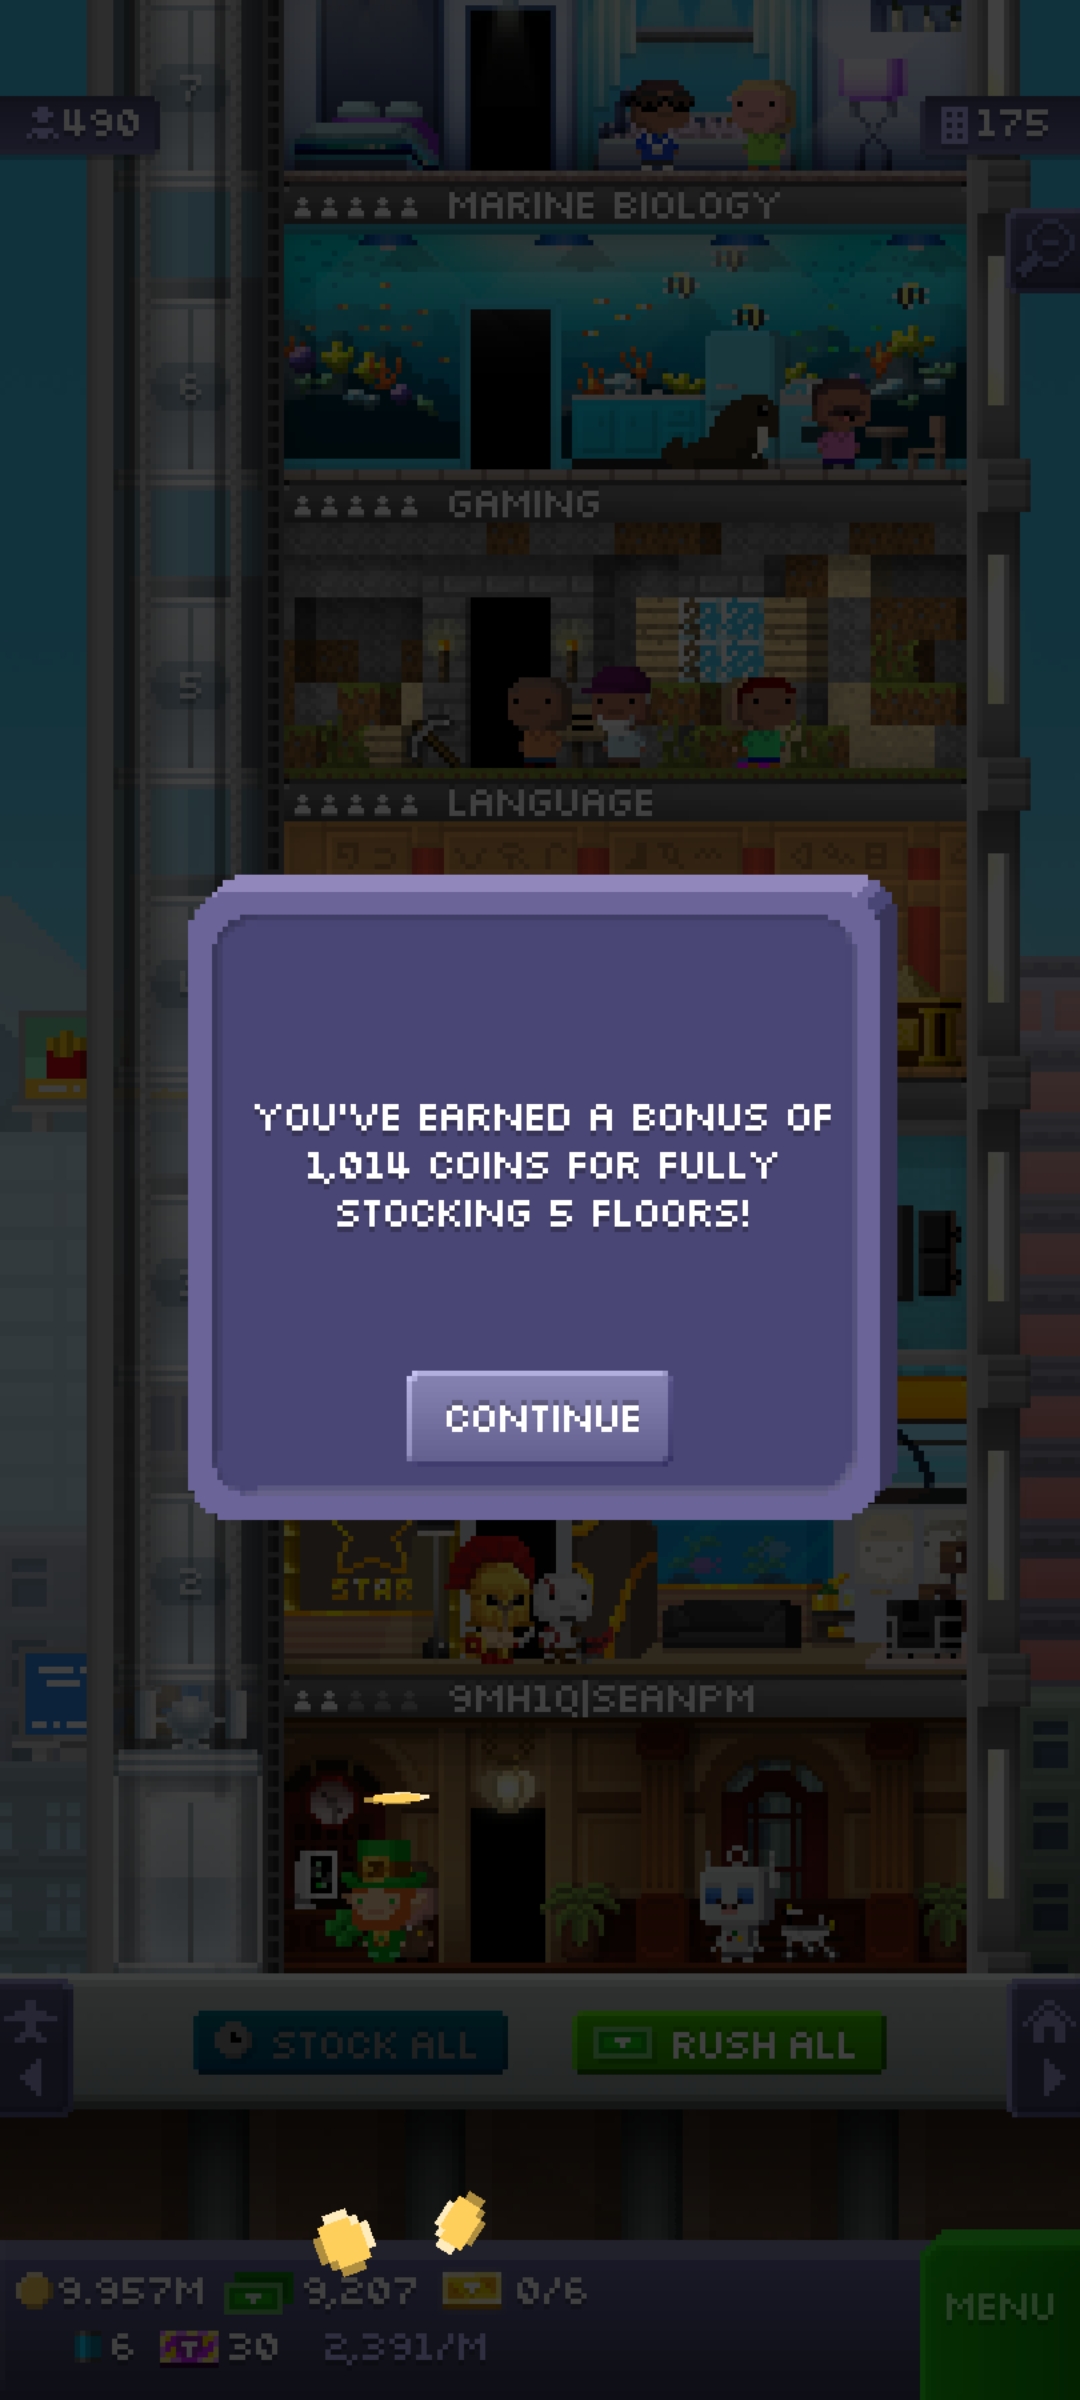 7
490
175
MARINE BIOLOGY
6
GAMING
5
LANGUAGE
YOU'VE EARNED A BONUS OF
1,014 COINS FOR FULLY
STOCKING 5 FLOORS!
CONTINUE
2
STAR
9MH1Q|SEANPM
STOCK ALL
RUSH ALL
9.957M
9,207
0/6
MENU
6
30
2,391/M